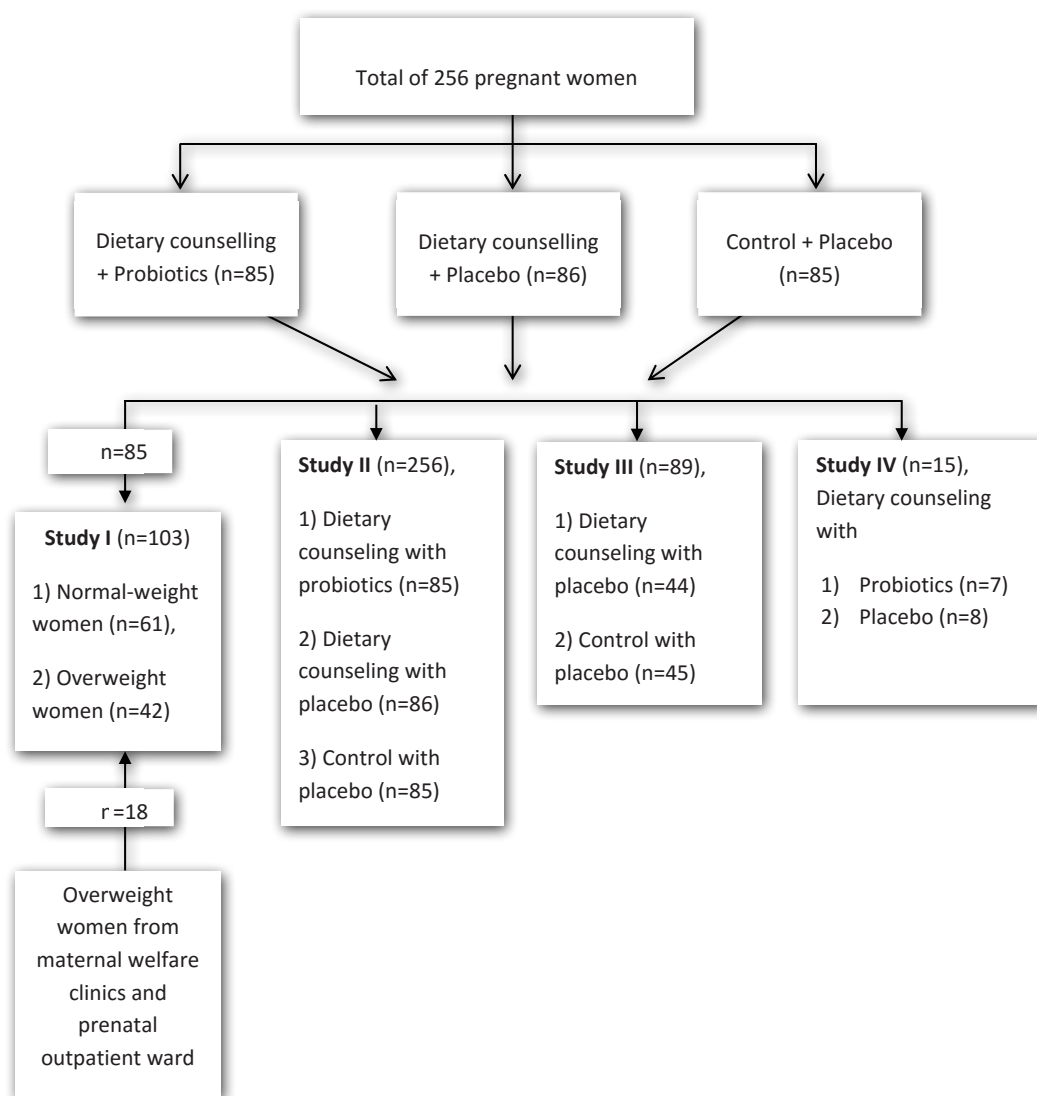 Total of 256 pregnant women
Dietary counselling
+ Probiotics (n=85)
Dietary counselling
+ Placebo (n=86)
Control + Placebo
(n=85)
n=85
Study I (n=103)
1) Normal-weight
women (n=61),
2) Overweight
women (n=42)
Study II (n=256),
1) Dietary
counseling with
probiotics (n=85)
2) Dietary
counseling with
placebo (n=86)
3) Control with
placebo (n=85)
Study III (n=89),
1) Dietary
counseling with
placebo (n=44)
2) Control with
placebo (n=45)
Study IV (n=15),
Dietary counseling
with
1) Probiotics (n=7)
2) Placebo (n=8)
r=18
Overweight
women from
maternal welfare
clinics and
prenatal
outpatient ward